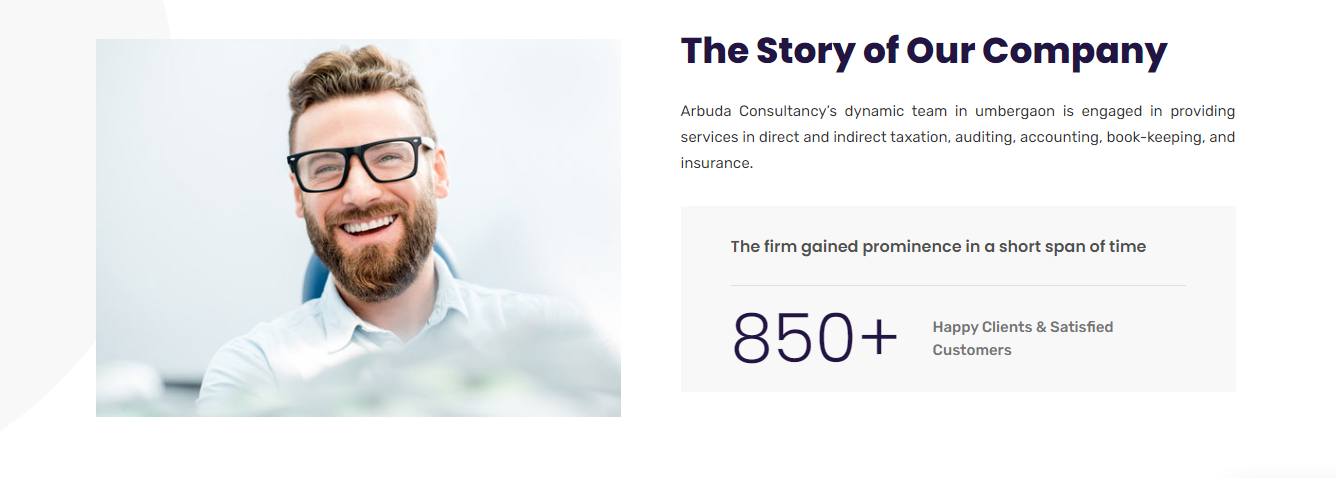 The Story of Our Company
Arbuda Consultancy's dynamic team in umbergaon is engaged in providing
services in direct and indirect taxation, auditing, accounting, book-keeping, and
insurance.
The firm gained prominence in a short span of time
850+
Happy Clients & Satisfied
Customers